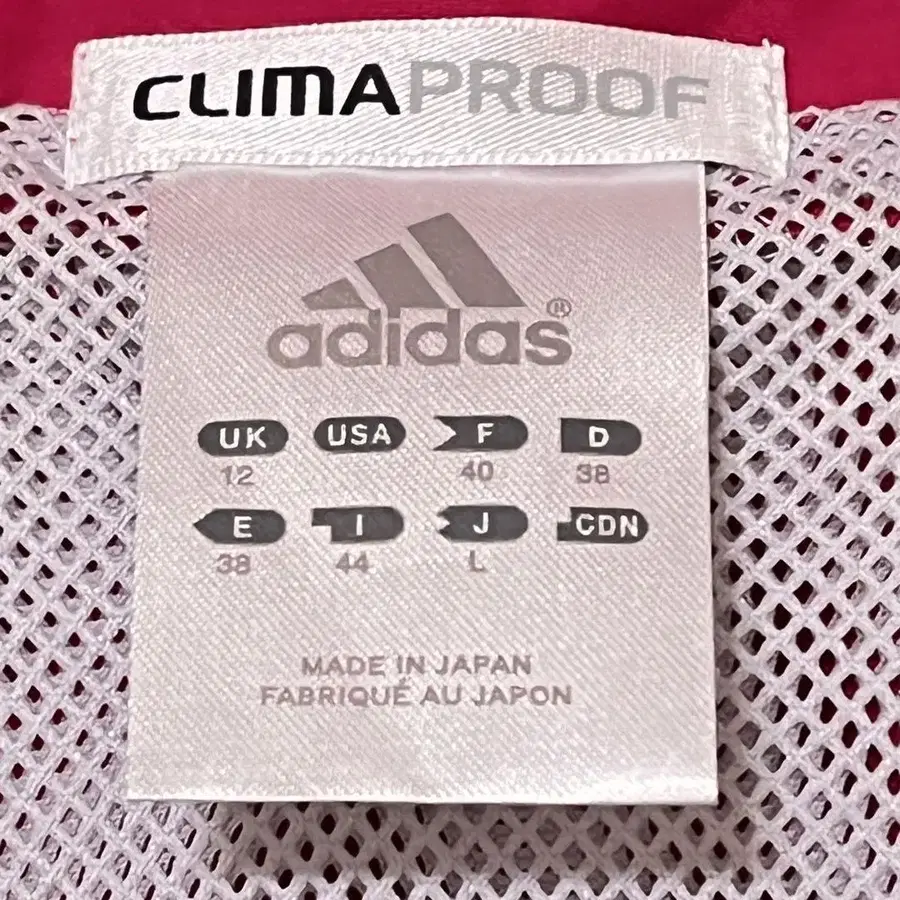 CLIMAPROOF
adidas®
UK USA F D
12 40 38
E I J CDN
38 44 L
MADE IN JAPAN
FABRIQUÉ AU JAPON